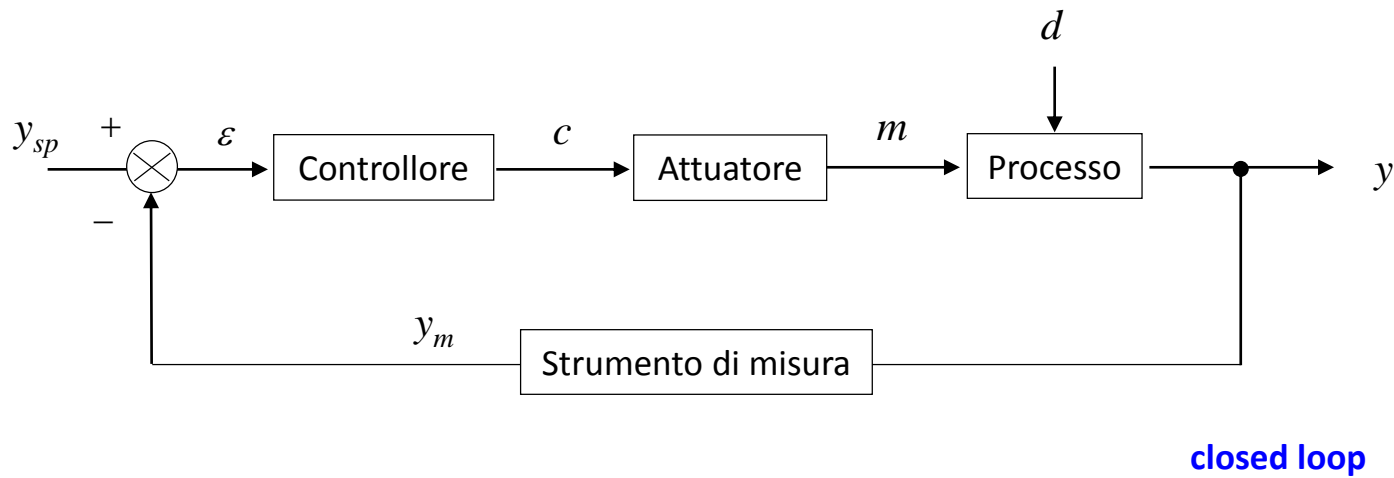 d
y_sp + ε c m
Controllore Attuatore Processo y
−
y_m
Strumento di misura
closed loop